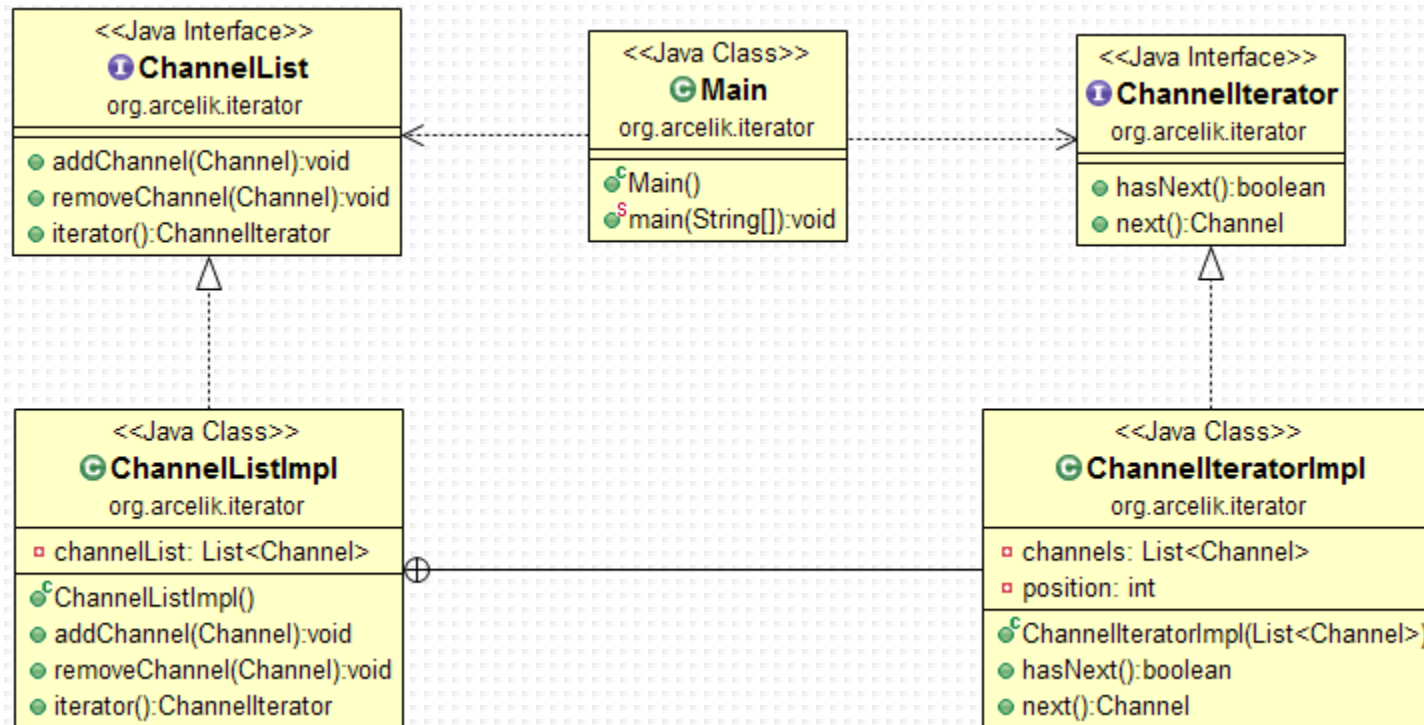 <<Java Interface>>
ChannelList
org.arcelik.iterator
addChannel(Channel):void
removeChannel(Channel):void
iterator():ChannelIterator
<<Java Class>>
Main
org.arcelik.iterator
Main()
main(String[]):void
<<Java Interface>>
ChannelIterator
org.arcelik.iterator
hasNext():boolean
next():Channel
<<Java Class>>
ChannelListImpl
org.arcelik.iterator
channelList: List<Channel>
ChannelListImpl()
addChannel(Channel):void
removeChannel(Channel):void
iterator():ChannelIterator
<<Java Class>>
ChannelIteratorImpl
org.arcelik.iterator
channels: List<Channel>
position: int
ChannelIteratorImpl(List<Channel>)
hasNext():boolean
next():Channel